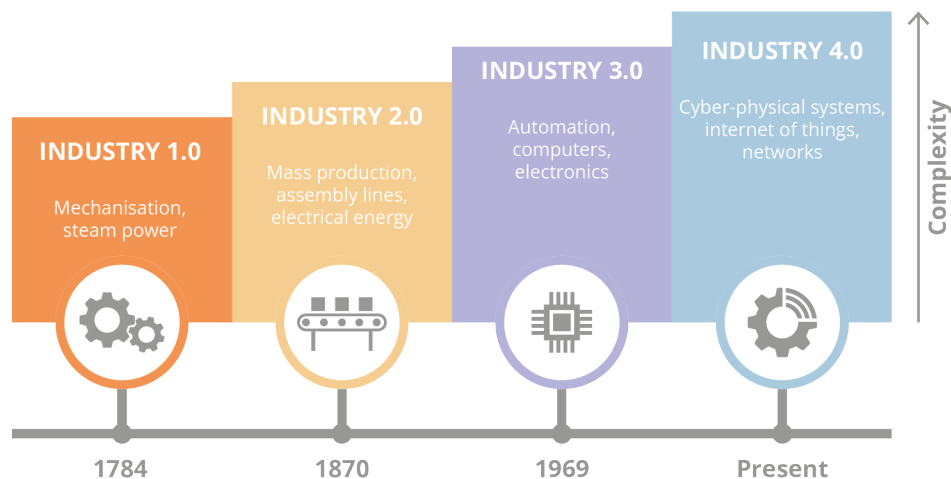 INDUSTRY 1.0
Mechanisation,
steam power
INDUSTRY 2.0
Mass production,
assembly lines,
electrical energy
INDUSTRY 3.0
Automation,
computers,
electronics
INDUSTRY 4.0
Cyber-physical systems,
internet of things,
networks
Complexity
1784
1870
1969
Present